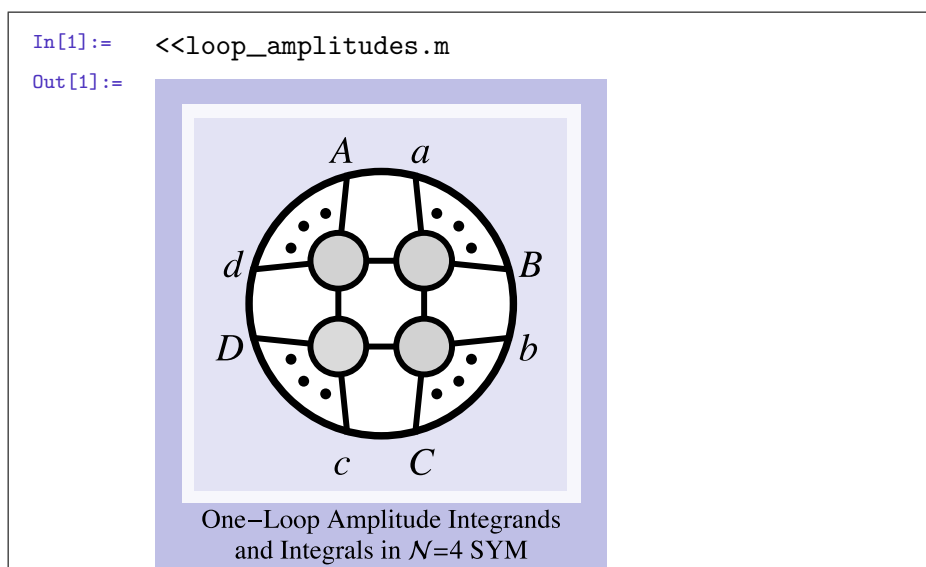 In[1]:= <<loop_amplitudes.m
Out[1]:=
A a
d B
D b
c C
One−Loop Amplitude Integrands
and Integrals in 𝒩=4 SYM